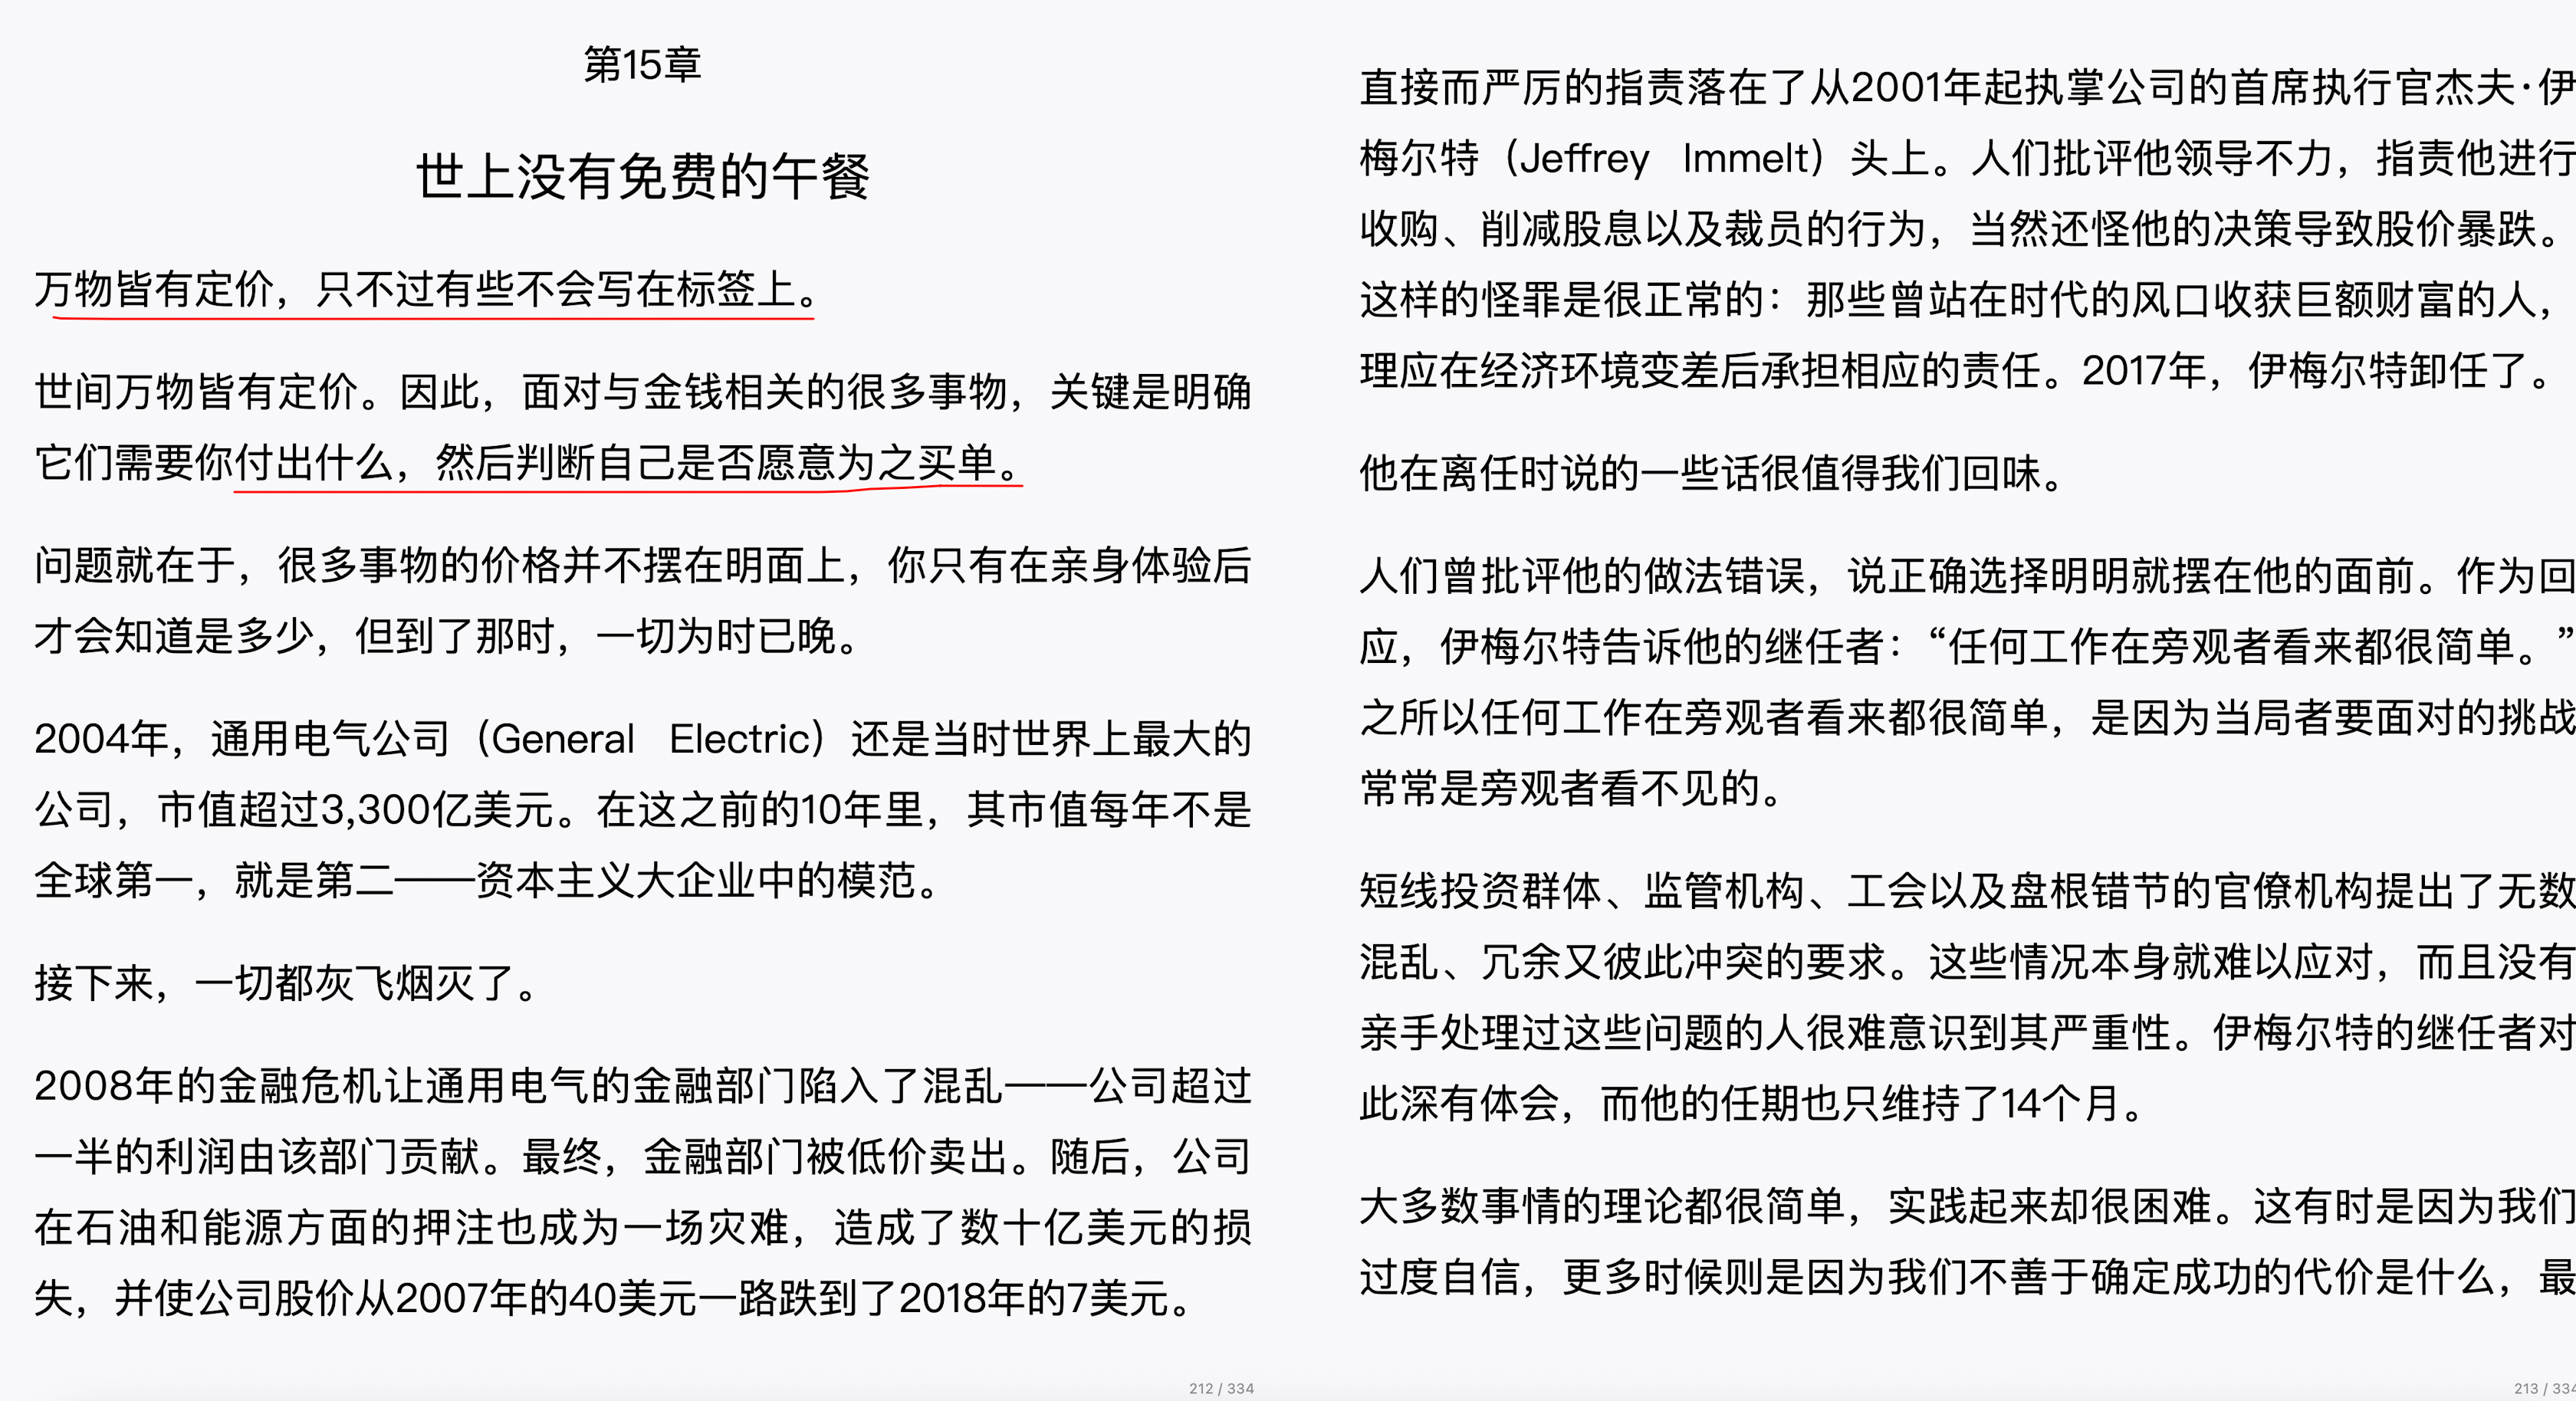 第15章
世上没有免费的午餐
万物皆有定价，只不过有些不会写在标签上。
世间万物皆有定价。因此，面对与金钱相关的很多事物，关键是明确
它们需要你付出什么，然后判断自己是否愿意为之买单。
问题就在于，很多事物的价格并不摆在明面上，你只有在亲身体验后
才会知道是多少，但到了那时，一切为时已晚。
2004年，通用电气公司（General Electric）还是当时世界上最大的
公司，市值超过3,300亿美元。在这之前的10年里，其市值每年不是
全球第一，就是第二——资本主义大企业中的模范。
接下来，一切都灰飞烟灭了。
2008年的金融危机让通用电气的金融部门陷入了混乱——公司超过
一半的利润由该部门贡献。最终，金融部门被低价卖出。随后，公司
在石油和能源方面的押注也成为一场灾难，造成了数十亿美元的损
失，并使公司股价从2007年的40美元一路跌到了2018年的7美元。
212 / 334
直接而严厉的指责落在了从2001年起执掌公司的首席执行官杰夫·伊
梅尔特（Jeffrey Immelt）头上。人们批评他领导不力，指责他进行
收购、削减股息以及裁员的行为，当然还怪他的决策导致股价暴跌。
这样的怪罪是很正常的：那些曾站在时代的风口收获巨额财富的人，
理应在经济环境变差后承担相应的责任。2017年，伊梅尔特卸任了。
他在离任时说的一些话很值得我们回味。
人们曾批评他的做法错误，说正确选择明明就摆在他的面前。作为回
应，伊梅尔特告诉他的继任者：“任何工作在旁观者看来都很简单。”
之所以任何工作在旁观者看来都很简单，是因为当局者要面对的挑战
常常是旁观者看不见的。
短线投资群体、监管机构、工会以及盘根错节的官僚机构提出了无数
混乱、冗余又彼此冲突的要求。这些情况本身就难以应对，而且没有
亲手处理过这些问题的人很难意识到其严重性。伊梅尔特的继任者对
此深有体会，而他的任期也只维持了14个月。
大多数事情的理论都很简单，实践起来却很困难。这有时是因为我们
过度自信，更多时候则是因为我们不善于确定成功的代价是什么，最
213 / 334